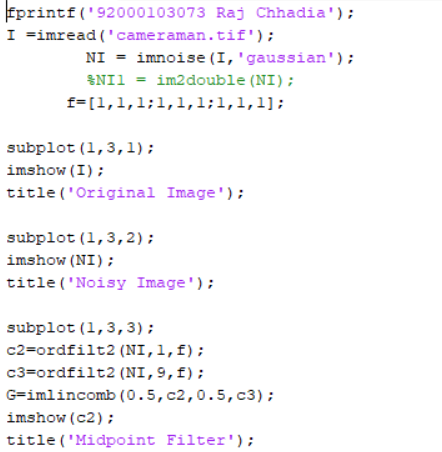 fprintf('92000103073 Raj Chhadia');
I =imread('cameraman.tif');
NI = imnoise(I,'gaussian');
%NI1 = im2double(NI);
f=[1,1,1;1,1,1;1,1,1];
subplot(1,3,1);
imshow(I);
title('Original Image');
subplot(1,3,2);
imshow(NI);
title('Noisy Image');
subplot(1,3,3);
c2=ordfilt2(NI,1,f);
c3=ordfilt2(NI,9,f);
G=imlincomb(0.5,c2,0.5,c3);
imshow(c2);
title('Midpoint Filter');